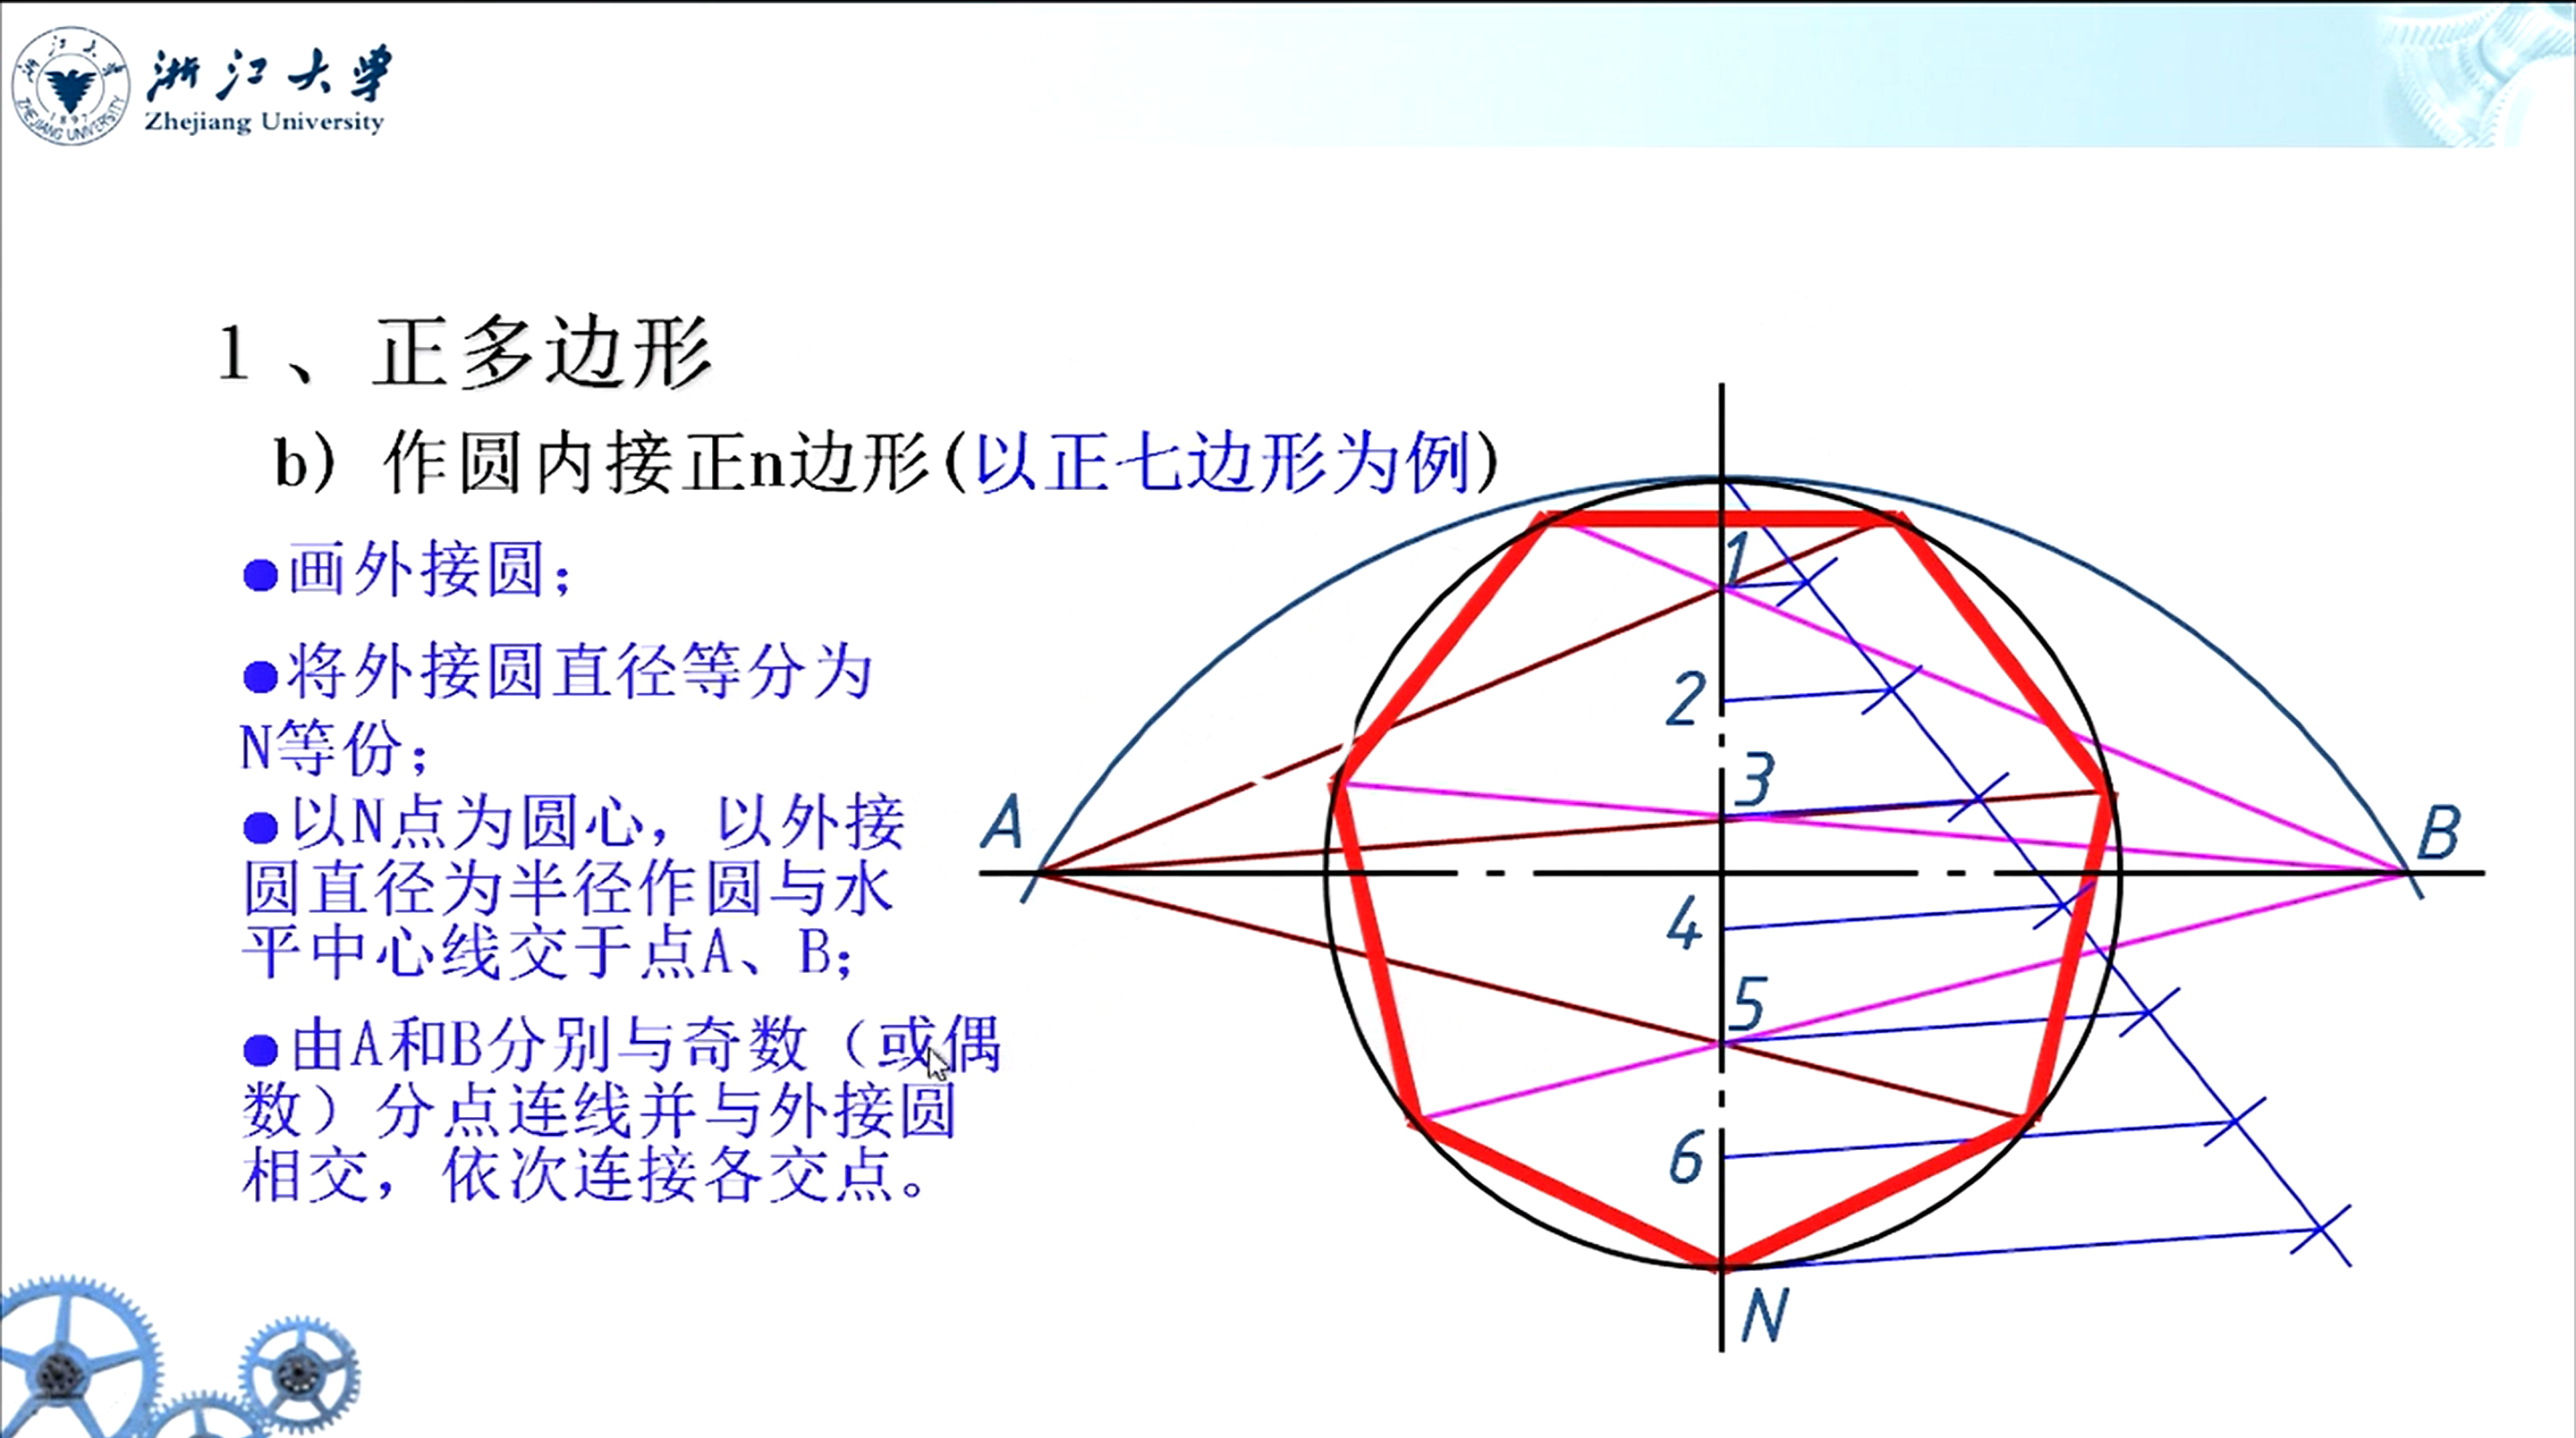 浙江大学
Zhejiang University
浙江大学
ZHEJIANG UNIVERSITY
1897
1、正多边形
b) 作圆内接正n边形(以正七边形为例)
●画外接圆；
●将外接圆直径等分为
N等份；
●以N点为圆心，以外接
圆直径为半径作圆与水
平中心线交于点A、B；
●由A和B分别与奇数（或偶
数）分点连线并与外接圆
相交，依次连接各交点。
1
2
3
A
B
4
5
6
N